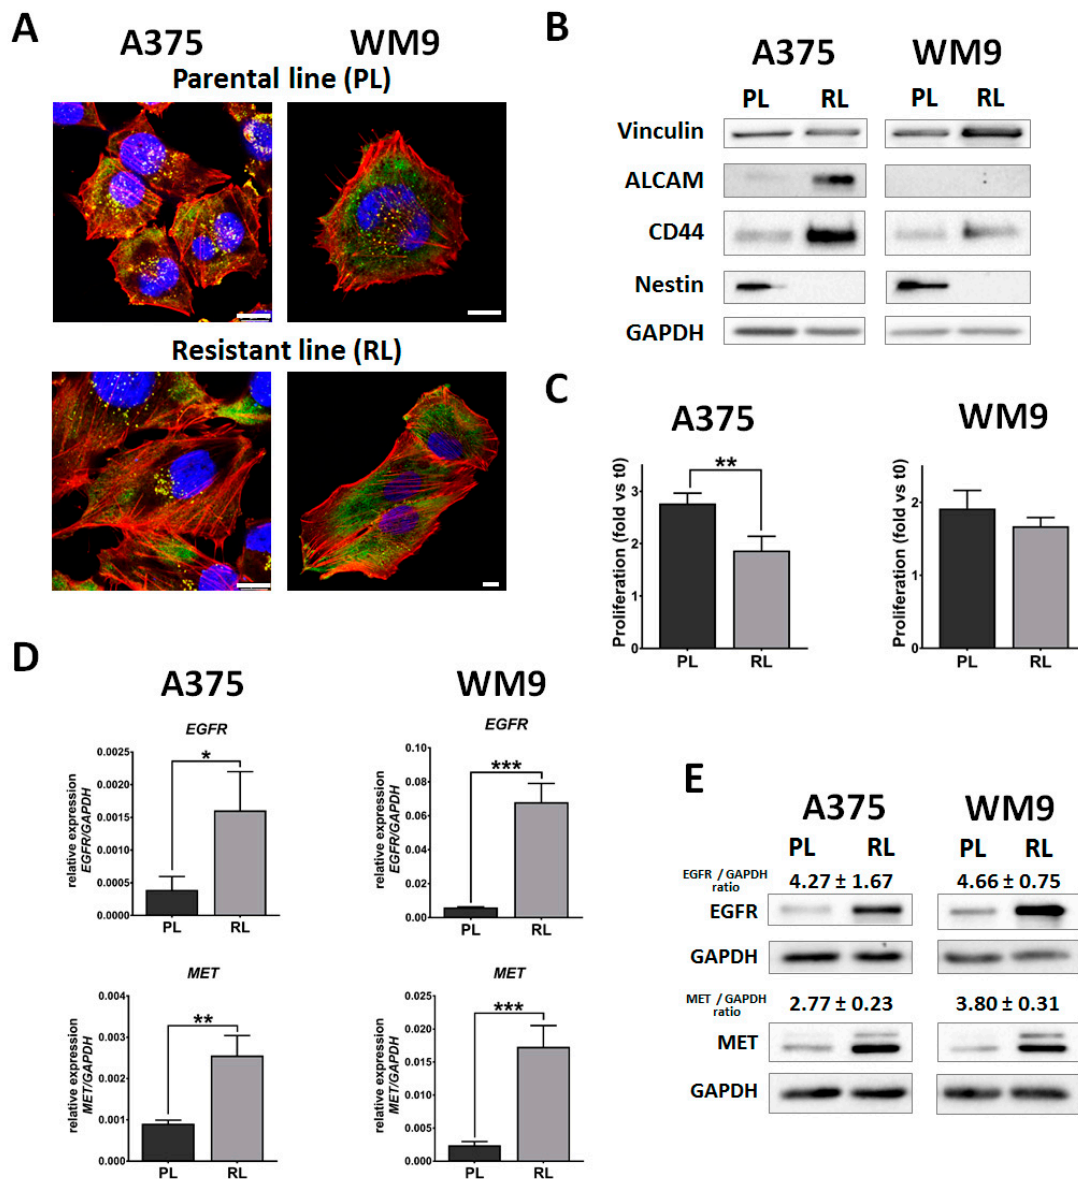 A
A375 WM9
Parental line (PL)
Resistant line (RL)
B
A375 WM9
PL RL PL RL
Vinculin
ALCAM
CD44
Nestin
GAPDH
C
A375
Proliferation (fold vs t0)
3
2
1
0
**
PL RL
WM9
Proliferation (fold vs t0)
2
1
0
PL RL
D
A375 WM9
EGFR
relative expression
EGFR/GAPDH
0.0025
0.0020
0.0015
0.0010
0.0005
0.0000
*
PL RL
EGFR
relative expression
EGFR/GAPDH
0.10
0.08
0.06
0.04
0.02
0.00
***
PL RL
MET
relative expression
MET/GAPDH
0.004
0.003
0.002
0.001
0.000
**
PL RL
MET
relative expression
MET/GAPDH
0.025
0.020
0.015
0.010
0.005
0.000
***
PL RL
E
A375 WM9
PL RL PL RL
EGFR / GAPDH
ratio
4.27 ± 1.67 4.66 ± 0.75
EGFR
GAPDH
MET / GAPDH
ratio
2.77 ± 0.23 3.80 ± 0.31
MET
GAPDH